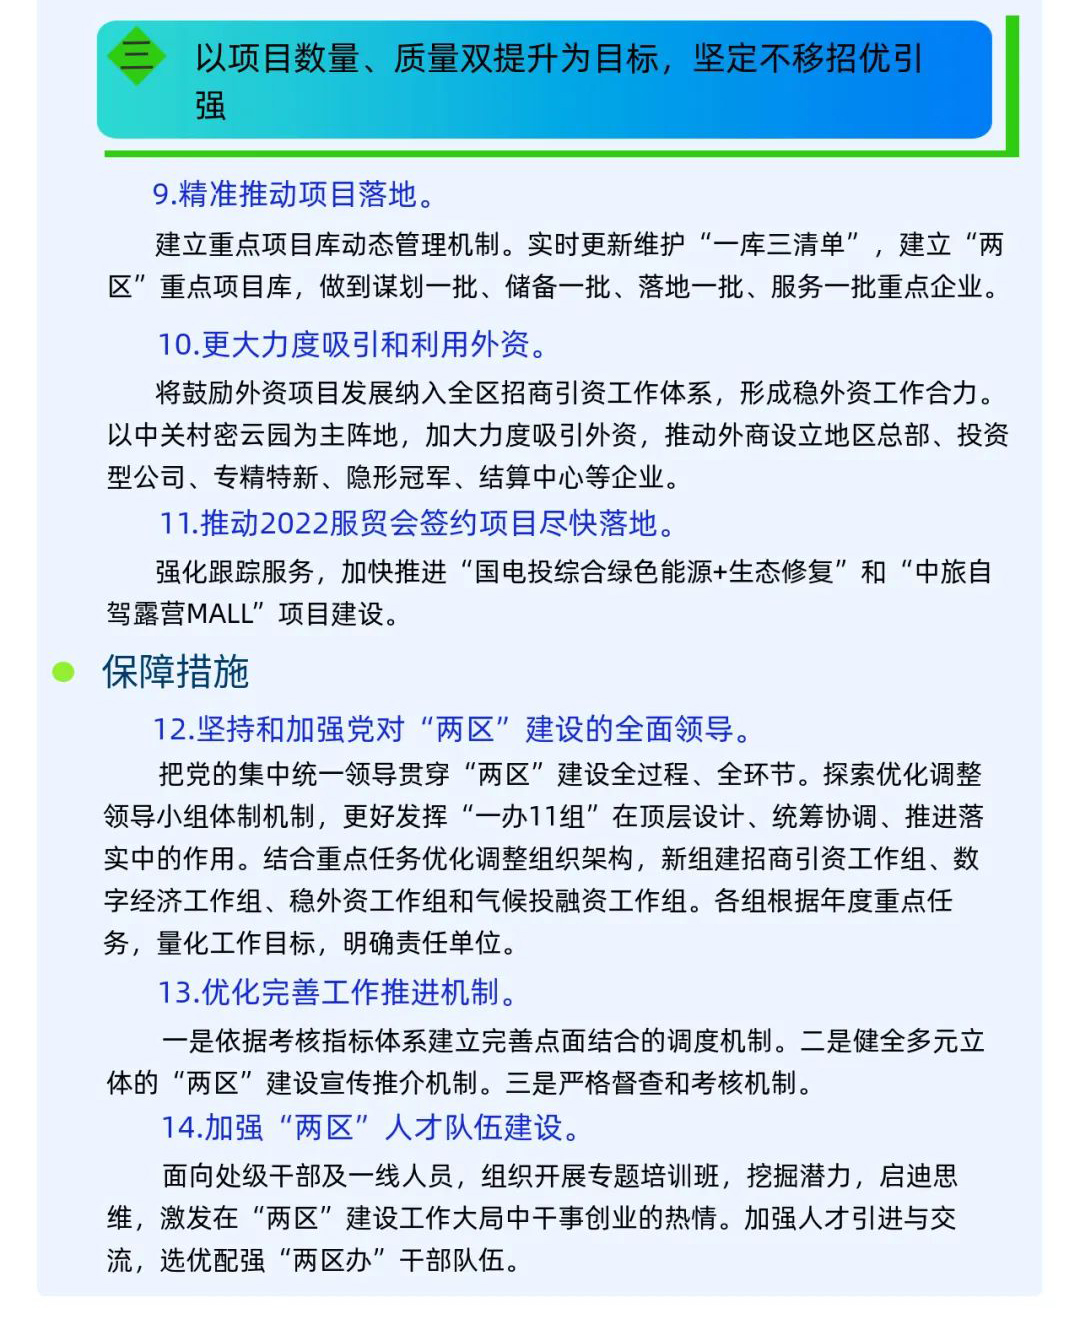 三
以项目数量、质量双提升为目标，坚定不移招优引
强
9.精准推动项目落地。
建立重点项目库动态管理机制。实时更新维护“一库三清单”，建立“两
区”重点项目库，做到谋划一批、储备一批、落地一批、服务一批重点企业。
10.更大力度吸引和利用外资。
将鼓励外资项目发展纳入全区招商引资工作体系，形成稳外资工作合力。
以中关村密云园为主阵地，加大力度吸引外资，推动外商设立地区总部、投资
型公司、专精特新、隐形冠军、结算中心等企业。
11.推动2022服贸会签约项目尽快落地。
强化跟踪服务，加快推进“国电投综合绿色能源+生态修复”和“中旅自
驾露营MALL”项目建设。
保障措施
12.坚持和加强党对“两区”建设的全面领导。
把党的集中统一领导贯穿“两区”建设全过程、全环节。探索优化调整
领导小组体制机制，更好发挥“一办11组”在顶层设计、统筹协调、推进落
实中的作用。结合重点任务优化调整组织架构，新组建招商引资工作组、数
字经济工作组、稳外资工作组和气候投融资工作组。各组根据年度重点任
务，量化工作目标，明确责任单位。
13.优化完善工作推进机制。
一是依据考核指标体系建立完善点面结合的调度机制。二是健全多元立
体的“两区”建设宣传推介机制。三是严格督查和考核机制。
14.加强“两区”人才队伍建设。
面向处级干部及一线人员，组织开展专题培训班，挖掘潜力，启迪思
维，激发在“两区”建设工作大局中干事创业的热情。加强人才引进与交
流，选优配强“两区办”干部队伍。